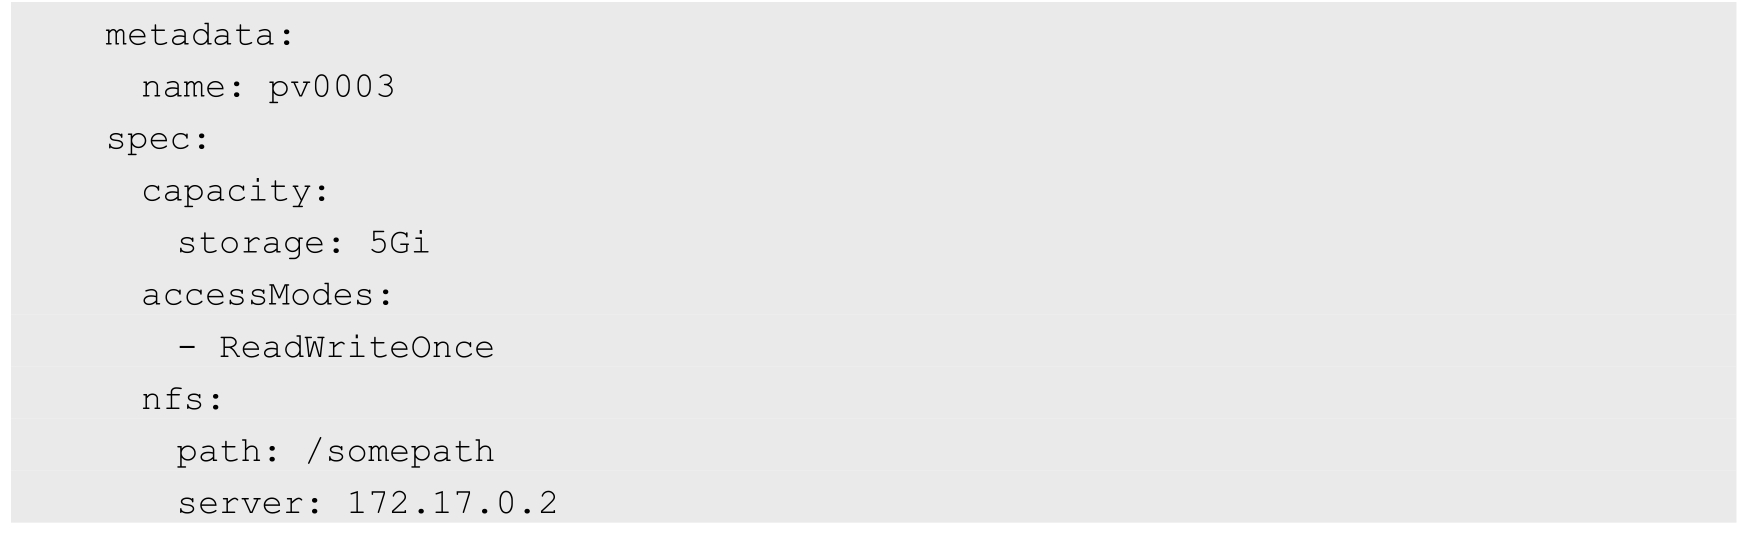 metadata:
  name: pv0003
spec:
  capacity:
    storage: 5Gi
  accessModes:
    - ReadWriteOnce
  nfs:
    path: /somepath
    server: 172.17.0.2